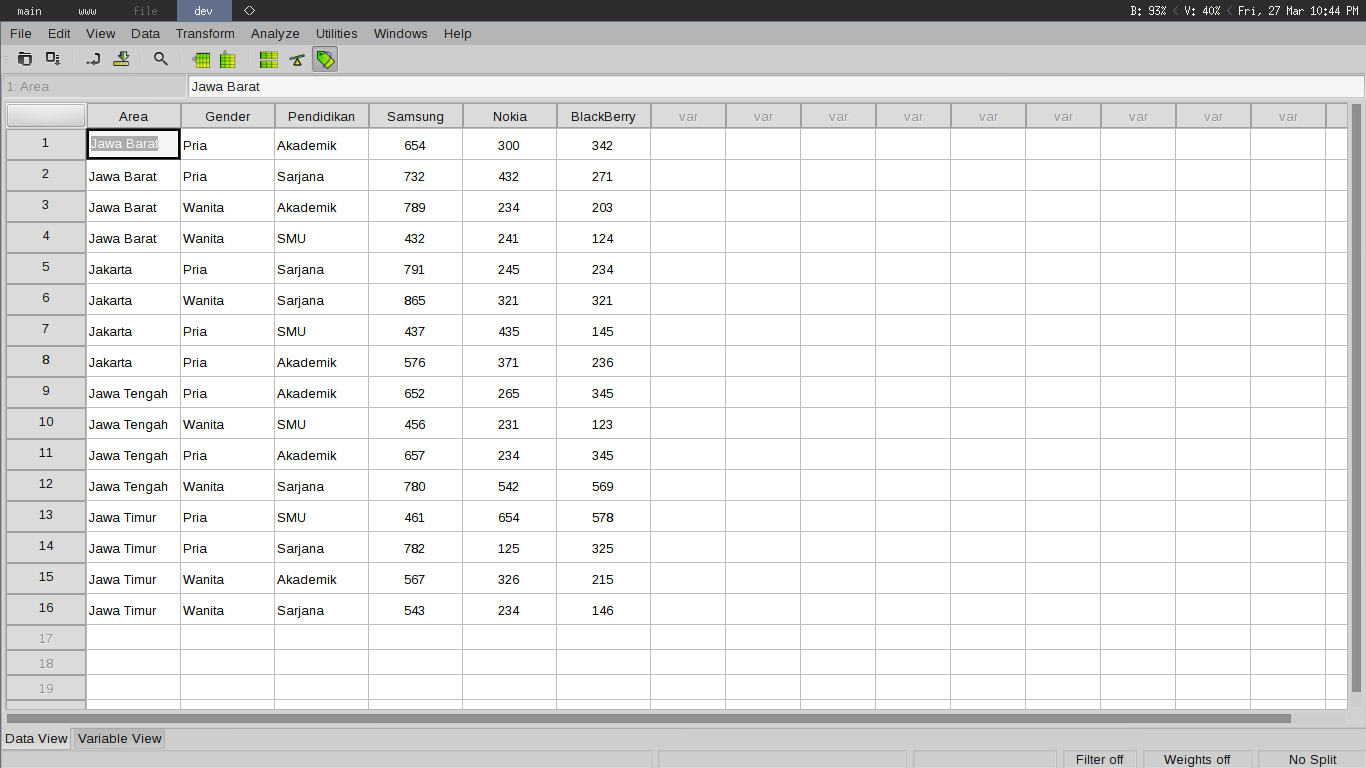 main www file dev B: 93% < V: 40% < Fri, 27 Mar 10:44 PM
File Edit View Data Transform Analyze Utilities Windows Help
1: Area Jawa Barat
Area Gender Pendidikan Samsung Nokia BlackBerry var var var var var var var var var
1 Jawa Barat Pria Akademik 654 300 342
2 Jawa Barat Pria Sarjana 732 432 271
3 Jawa Barat Wanita Akademik 789 234 203
4 Jawa Barat Wanita SMU 432 241 124
5 Jakarta Pria Sarjana 791 245 234
6 Jakarta Wanita Sarjana 865 321 321
7 Jakarta Pria SMU 437 435 145
8 Jakarta Pria Akademik 576 371 236
9 Jawa Tengah Pria Akademik 652 265 345
10 Jawa Tengah Wanita SMU 456 231 123
11 Jawa Tengah Pria Akademik 657 234 345
12 Jawa Tengah Wanita Sarjana 780 542 569
13 Jawa Timur Pria SMU 461 654 578
14 Jawa Timur Pria Sarjana 782 125 325
15 Jawa Timur Wanita Akademik 567 326 215
16 Jawa Timur Wanita Sarjana 543 234 146
17
18
19
Data View Variable View
Filter off Weights off No Split